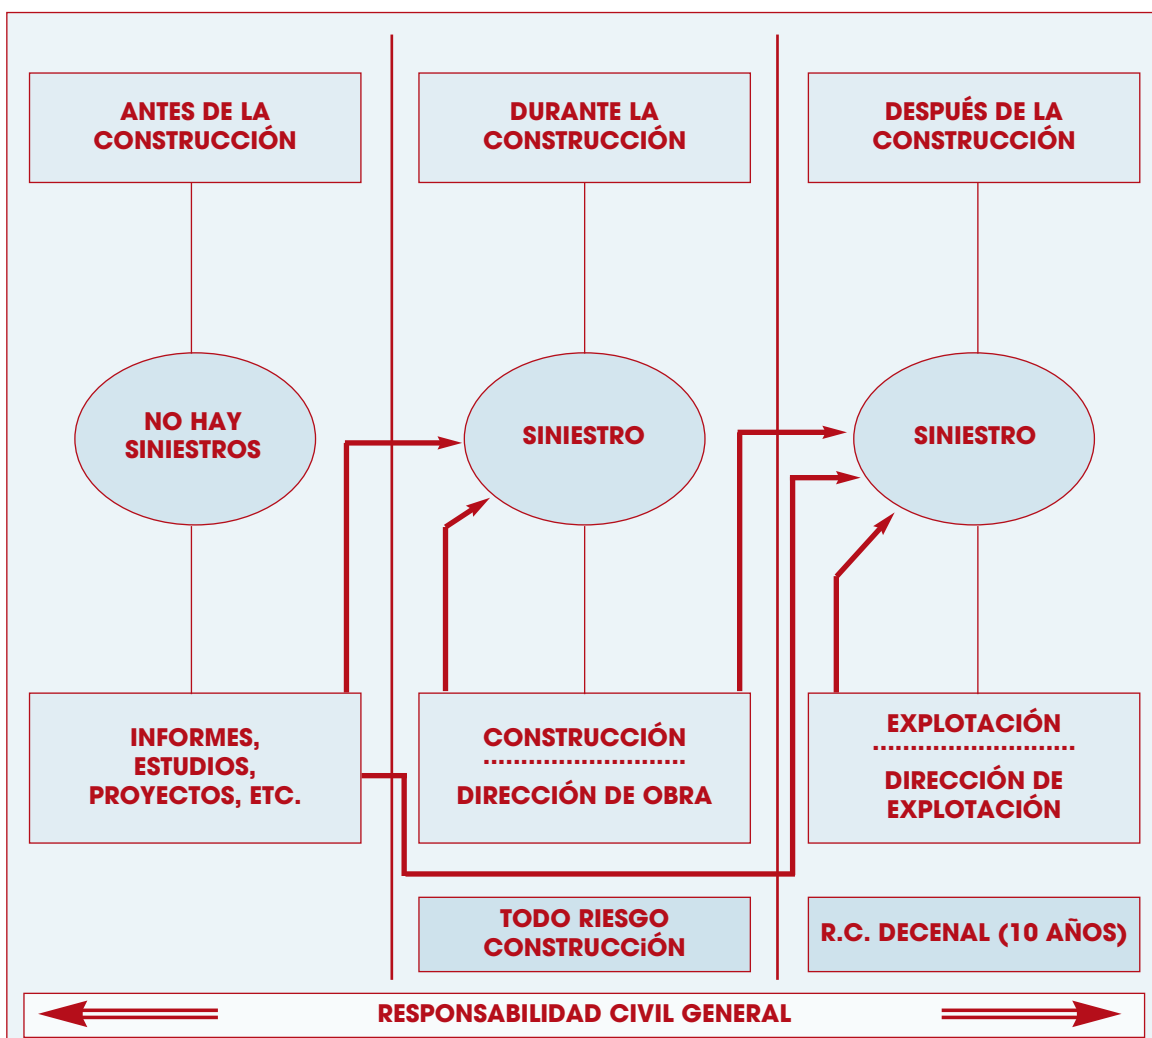 ANTES DE LA
CONSTRUCCIÓN
DURANTE LA
CONSTRUCCIÓN
DESPUÉS DE LA
CONSTRUCCIÓN
NO HAY
SINIESTROS
SINIESTRO
SINIESTRO
INFORMES,
ESTUDIOS,
PROYECTOS, ETC.
CONSTRUCCIÓN
DIRECCIÓN DE OBRA
EXPLOTACIÓN
DIRECCIÓN DE
EXPLOTACIÓN
TODO RIESGO
CONSTRUCCiÓN
R.C. DECENAL (10 AÑOS)
RESPONSABILIDAD CIVIL GENERAL